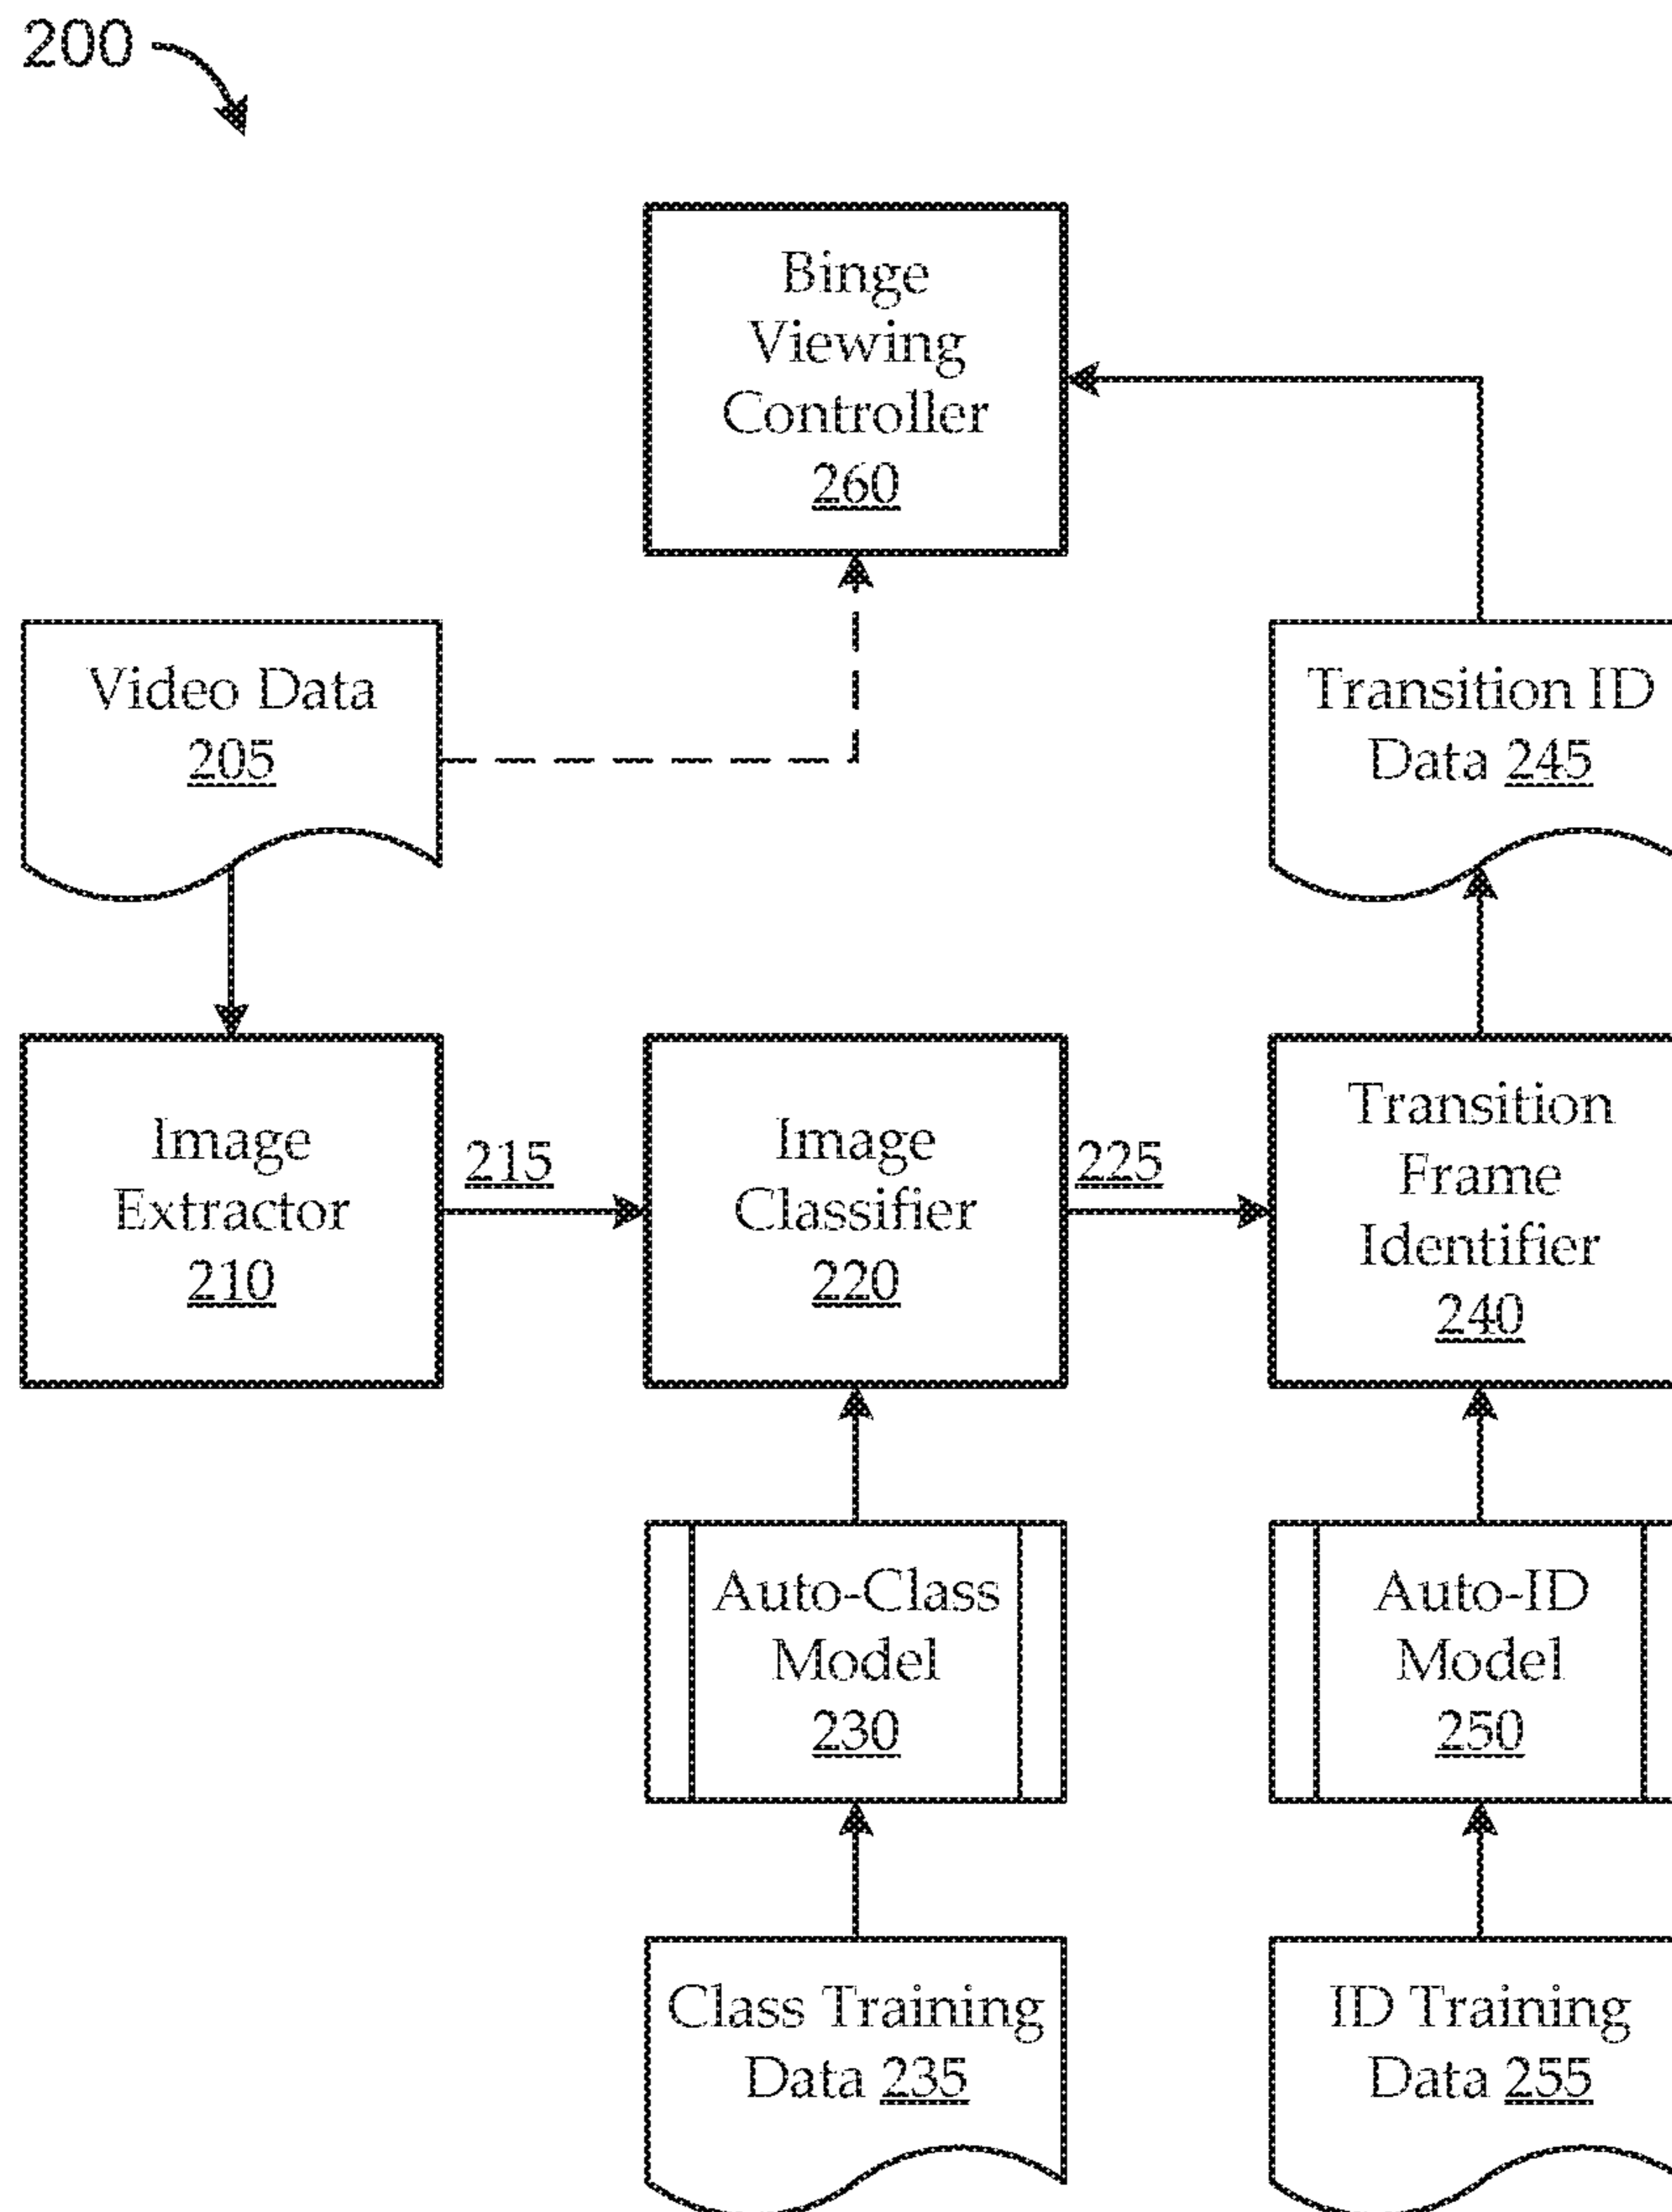 200
Binge
Viewing
Controller
260
Video Data
205
Transition ID
Data 245
Image
Extractor
210
215
Image
Classifier
220
225
Transition
Frame
Identifier
240
Auto-Class
Model
230
Auto-ID
Model
250
Class Training
Data 235
ID Training
Data 255